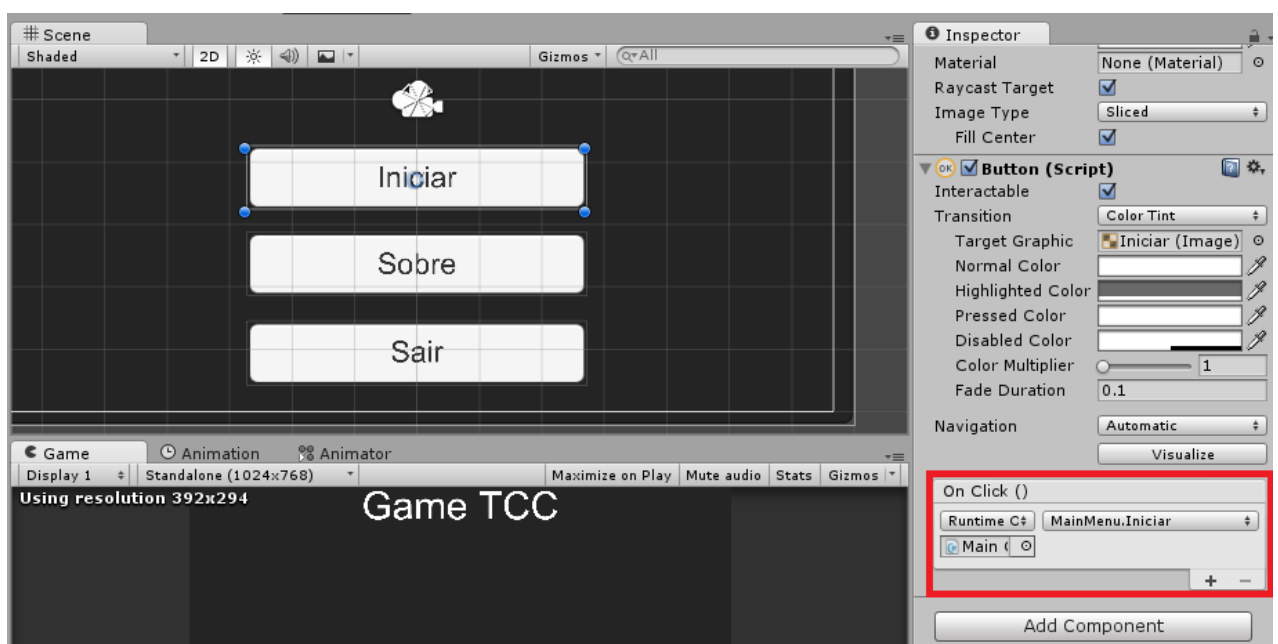 Scene
Shaded 2D Gizmos All
Iniciar
Sobre
Sair
Game Animation Animator
Display 1 Standalone (1024x768) Maximize on Play Mute audio Stats Gizmos
Using resolution 392x294
Game TCC
Inspector
Material None (Material)
Raycast Target
Image Type Sliced
Fill Center
OK Button (Script)
Interactable
Transition Color Tint
Target Graphic Iniciar (Image)
Normal Color
Highlighted Color
Pressed Color
Disabled Color
Color Multiplier 1
Fade Duration 0.1
Navigation Automatic
Visualize
On Click ()
Runtime C MainMenu.Iniciar
Main
Add Component